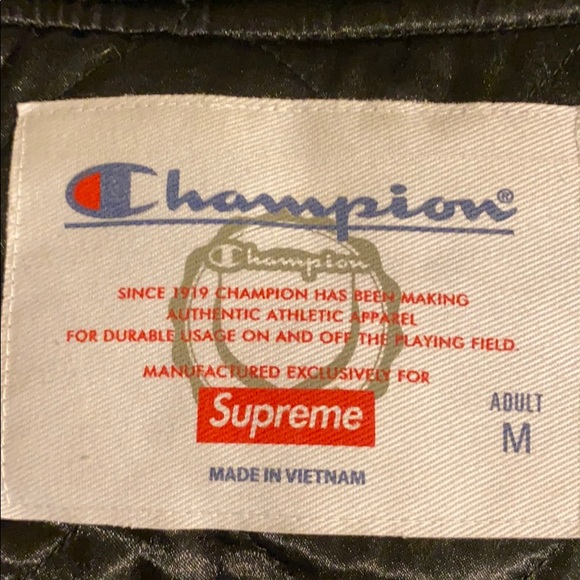 Champion®
Champion
SINCE 1919 CHAMPION HAS BEEN MAKING
AUTHENTIC ATHLETIC APPAREL
FOR DURABLE USAGE ON AND OFF THE PLAYING FIELD.
MANUFACTURED EXCLUSIVELY FOR
Supreme
ADULT
M
MADE IN VIETNAM